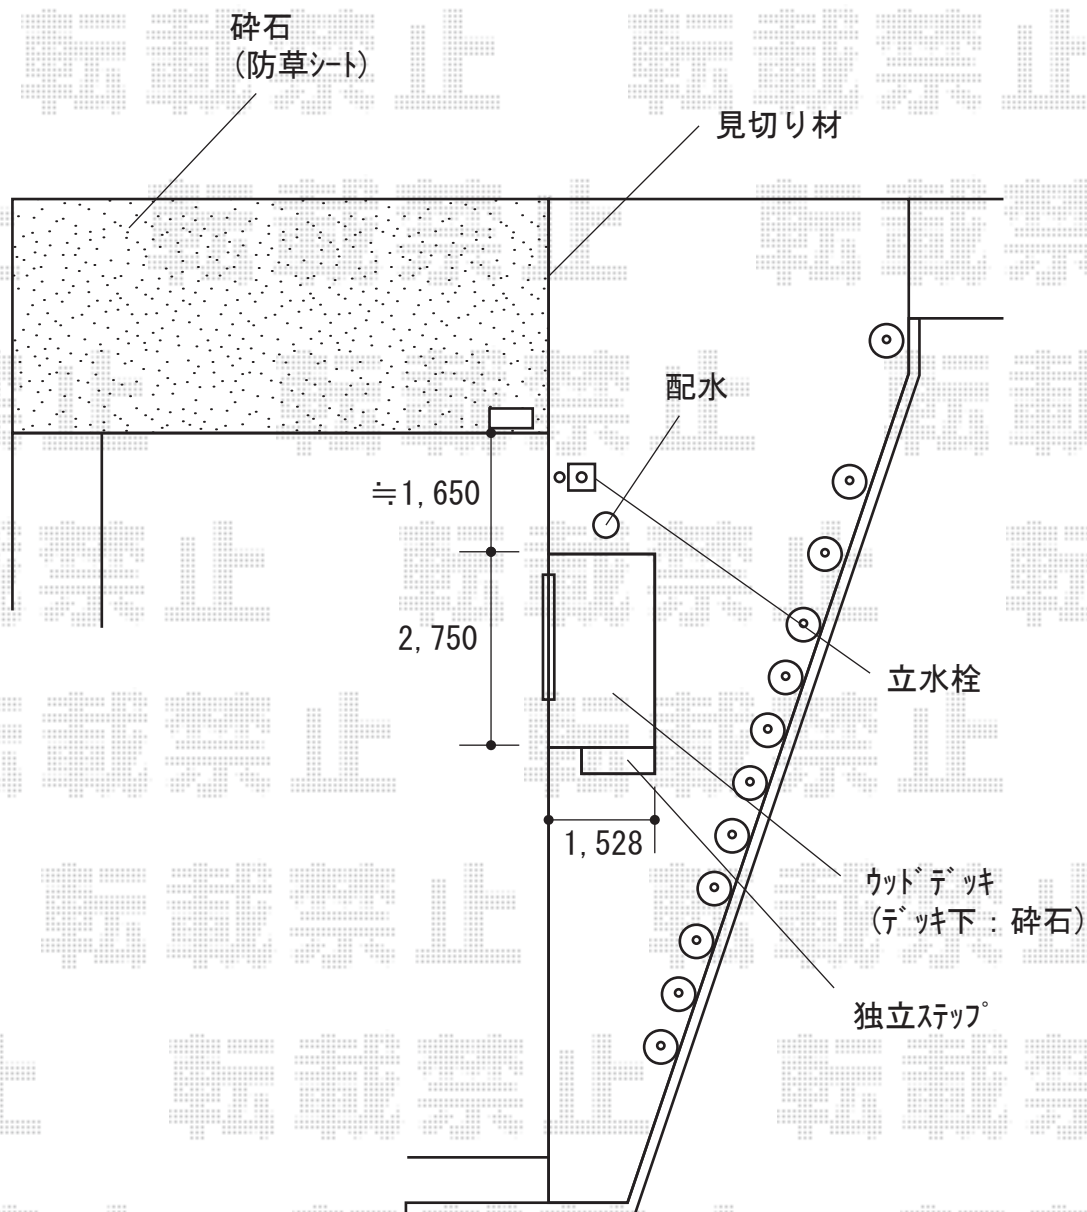 砕石
(防草ｼｰﾄ)
見切り材
配水
≒1,650
2,750
立水栓
1,528
ｳｯﾄﾞﾃﾞｯｷ
(ﾃﾞｯｷ下：砕石)
独立ｽﾃｯﾌﾟ
転載禁止